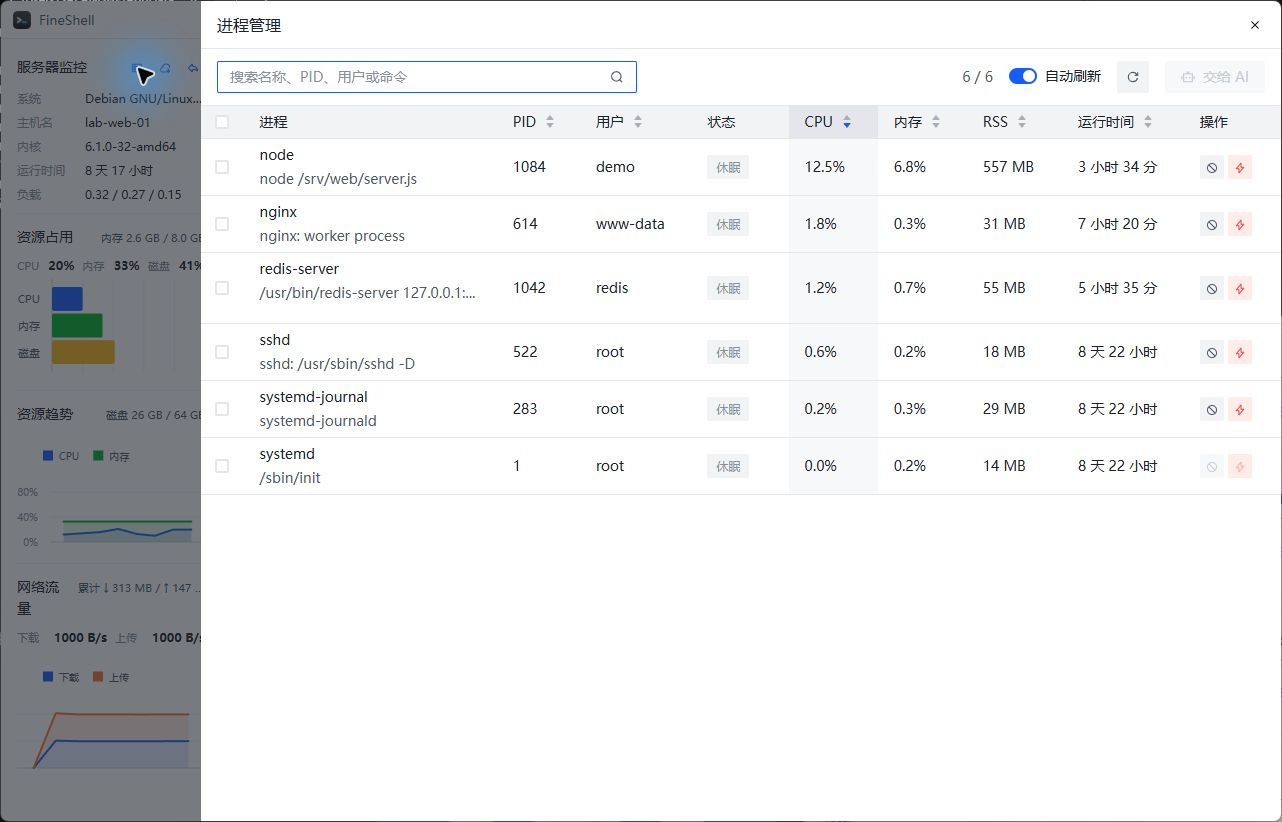 FineShell
服务器监控
系统 Debian GNU/Linux...
主机名 lab-web-01
内核 6.1.0-32-amd64
运行时间 8 天 17 小时
负载 0.32 / 0.27 / 0.15
资源占用 内存 2.6 GB / 8.0 GB
CPU 20% 内存 33% 磁盘 41%
CPU
内存
磁盘
资源趋势 磁盘 26 GB / 64 GB
CPU 内存
80%
40%
0%
网络流量 累计 ↓ 313 MB / ↑ 147 ...
下载 1000 B/s 上传 1000 B/s
下载 上传
进程管理
搜索名称、PID、用户或命令
6 / 6 自动刷新 交给 AI
进程 PID 用户 状态 CPU 内存 RSS 运行时间 操作
node
node /srv/web/server.js
1084 demo 休眠 12.5% 6.8% 557 MB 3 小时 34 分
nginx
nginx: worker process
614 www-data 休眠 1.8% 0.3% 31 MB 7 小时 20 分
redis-server
/usr/bin/redis-server 127.0.0.1:...
1042 redis 休眠 1.2% 0.7% 55 MB 5 小时 35 分
sshd
sshd: /usr/sbin/sshd -D
522 root 休眠 0.6% 0.2% 18 MB 8 天 22 小时
systemd-journal
systemd-journald
283 root 休眠 0.2% 0.3% 29 MB 8 天 22 小时
systemd
/sbin/init
1 root 休眠 0.0% 0.2% 14 MB 8 天 22 小时